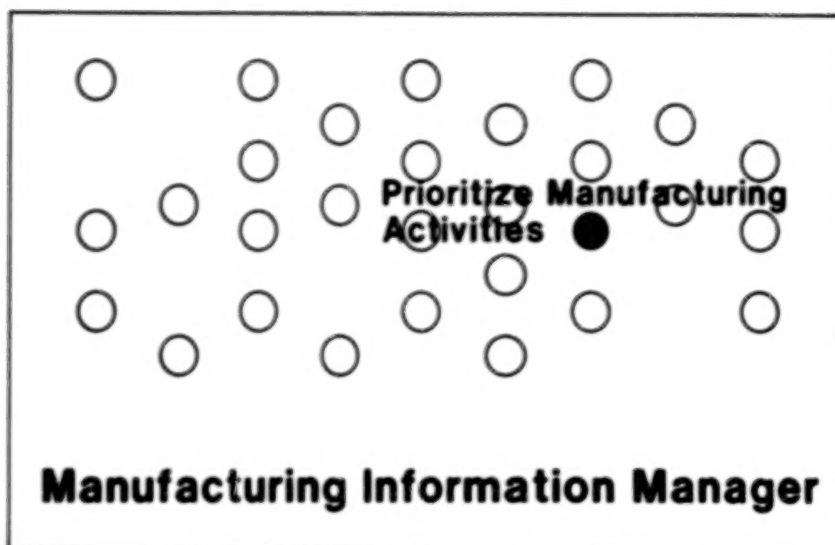 Prioritize Manufacturing
Activities
Manufacturing Information Manager